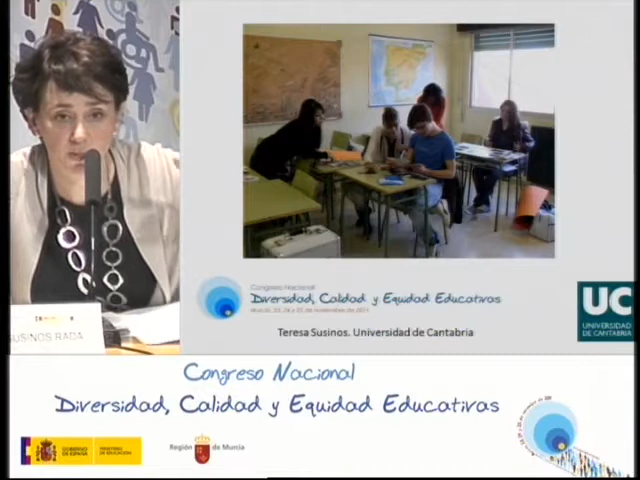 SUSINOS RADA
Congreso Nacional
Diversidad, Calidad y Equidad Educativas
Teresa Susinos. Universidad de Cantabria
UC
UNIVERSIDAD
DE CANTABRIA
Congreso Nacional
Diversidad, Calidad y Equidad Educativas
GOBIERNO
DE ESPAÑA
MINISTERIO
DE EDUCACIÓN
Región de Murcia